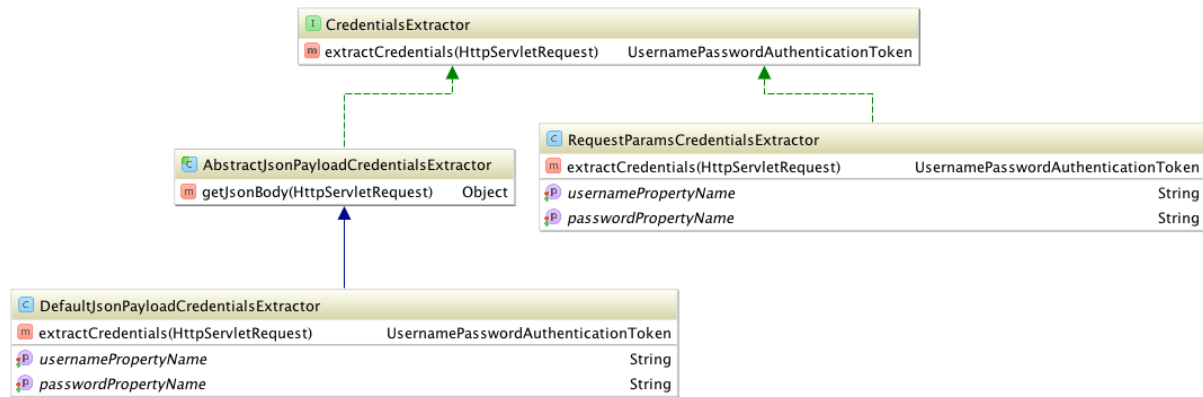 I CredentialsExtractor
m extractCredentials(HttpServletRequest) UsernamePasswordAuthenticationToken
C AbstractJsonPayloadCredentialsExtractor
m getJsonBody(HttpServletRequest) Object
C RequestParamsCredentialsExtractor
m extractCredentials(HttpServletRequest) UsernamePasswordAuthenticationToken
p usernamePropertyName String
p passwordPropertyName String
C DefaultJsonPayloadCredentialsExtractor
m extractCredentials(HttpServletRequest) UsernamePasswordAuthenticationToken
p usernamePropertyName String
p passwordPropertyName String